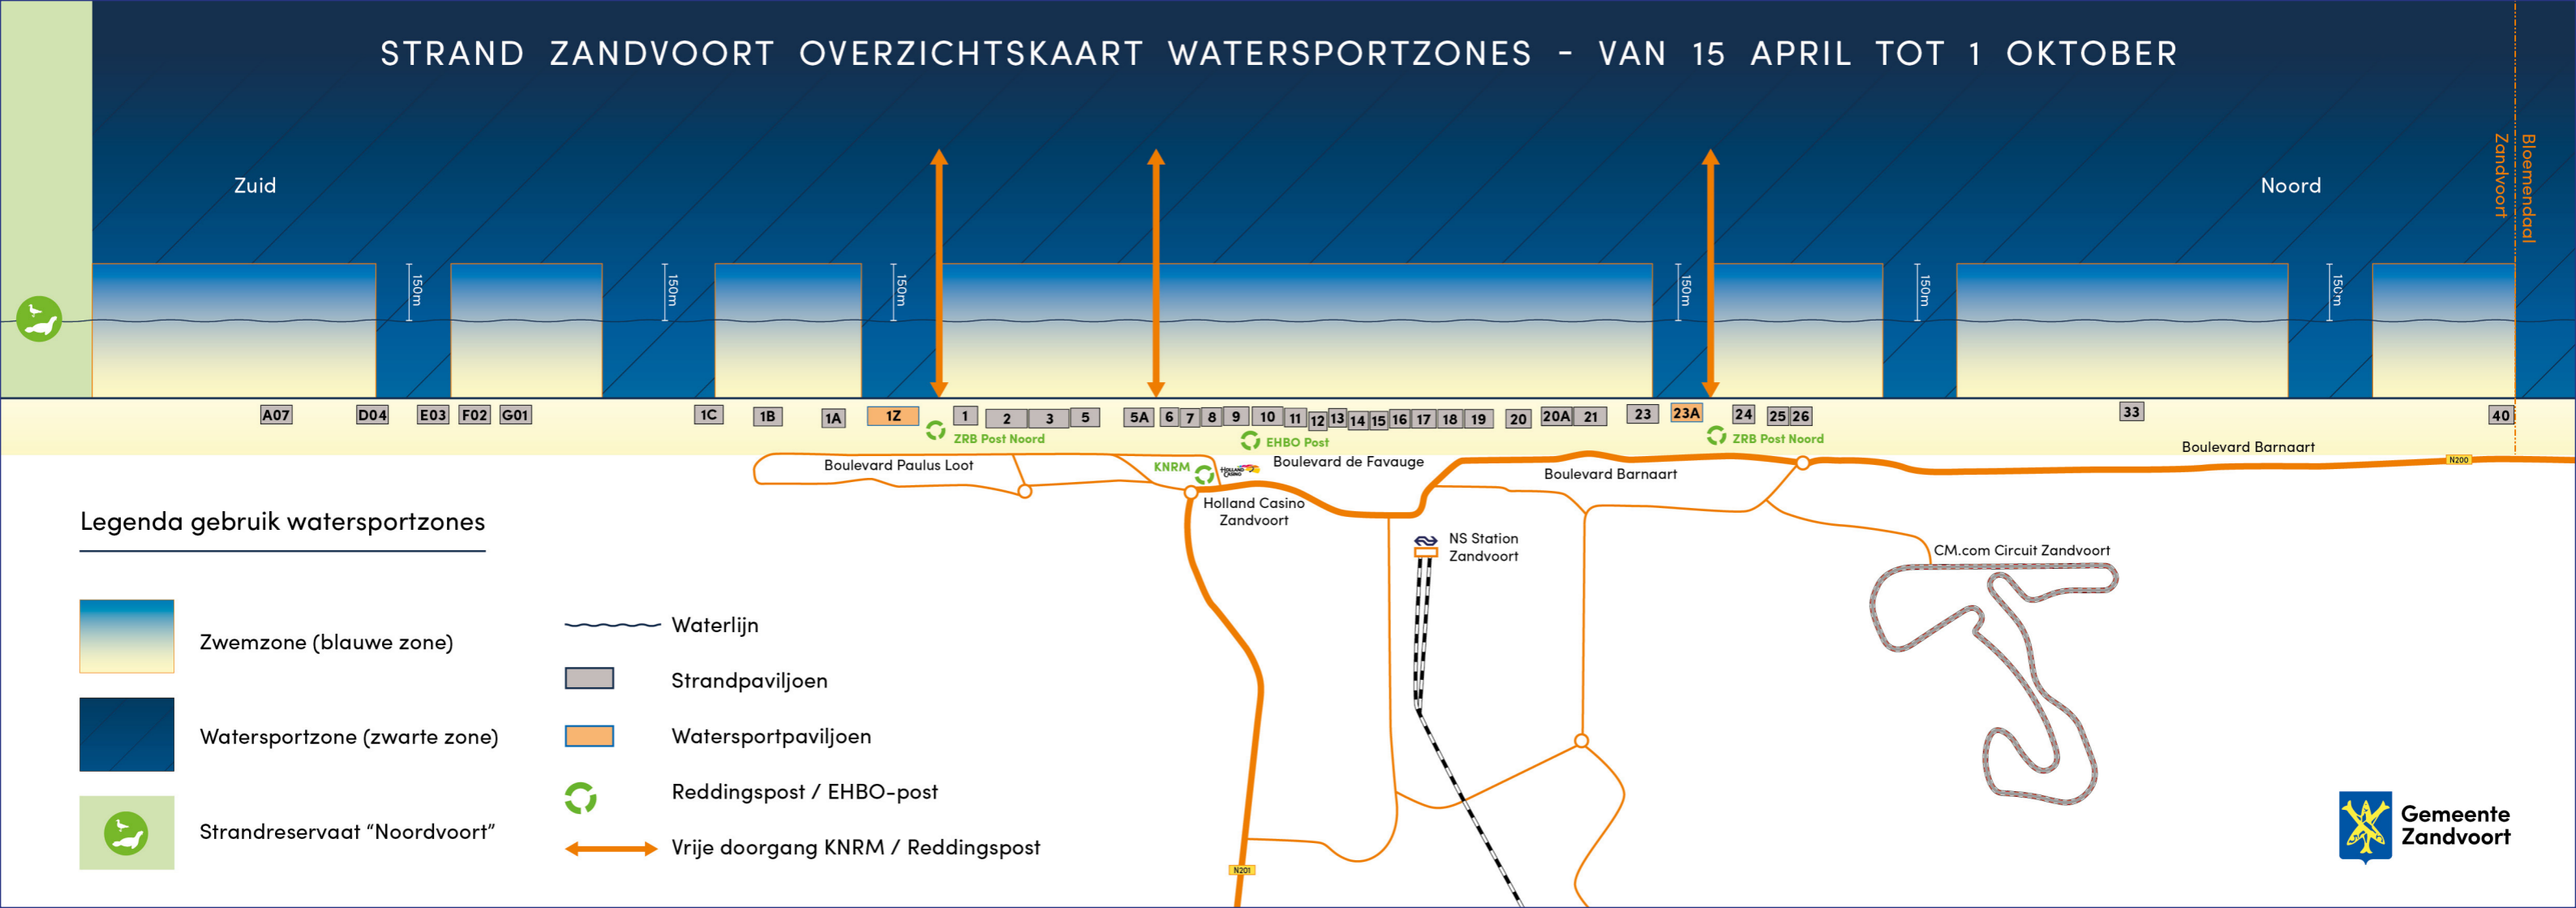 STRAND ZANDVOORT OVERZICHTSKAART WATERSPORTZONES - VAN 15 APRIL TOT 1 OKTOBER
Zuid
Noord
Zandvoort
Bloemendaal
150m
150m
150m
150m
150m
150m
A07
D04
E03
F02
G01
1C
1B
1A
1Z
1
2
3
5
5A
6
7
8
9
10
11
12
13
14
15
16
17
18
19
20
20A
21
23
23A
24
25
26
33
40
ZRB Post Noord
EHBO Post
ZRB Post Noord
Boulevard Paulus Loot
KNRM
HOLLAND
CASINO
Boulevard de Favauge
Boulevard Barnaart
Boulevard Barnaart
N200
Holland Casino
Zandvoort
NS Station
Zandvoort
CM.com Circuit Zandvoort
N201
Legenda gebruik watersportzones
Zwemzone (blauwe zone)
Watersportzone (zwarte zone)
Strandreservaat “Noordvoort”
Waterlijn
Strandpaviljoen
Watersportpaviljoen
Reddingspost / EHBO-post
Vrije doorgang KNRM / Reddingspost
Gemeente
Zandvoort